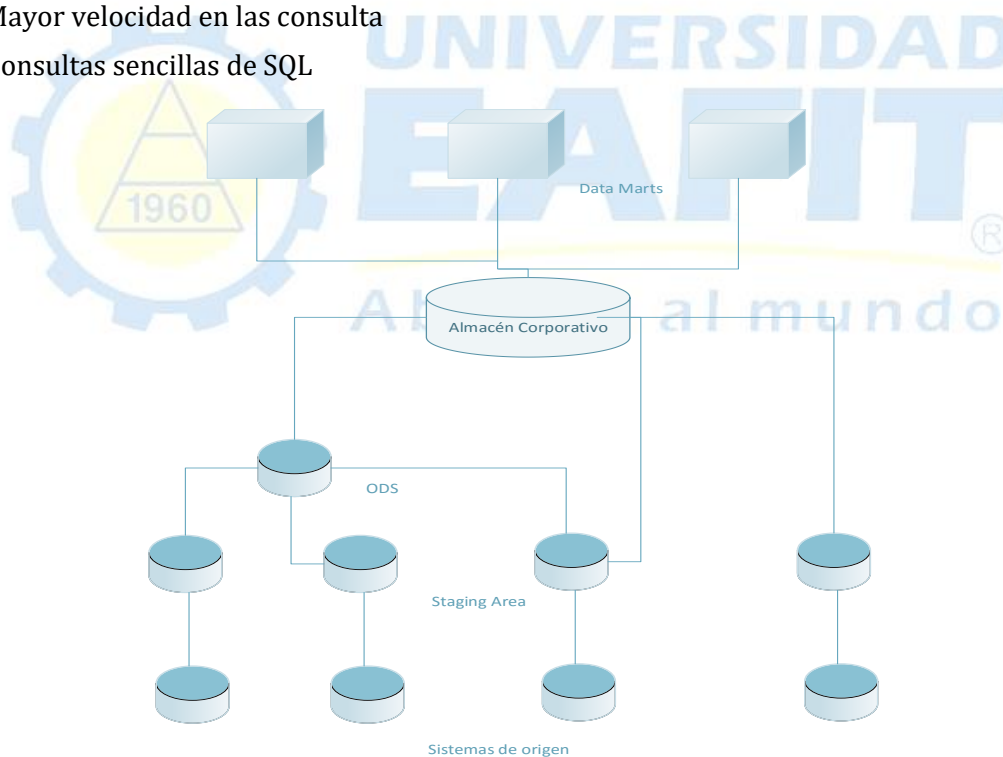 Mayor velocidad en las consulta
onsultas sencillas de SQL
UNIVERSIDAD
EAFIT
1960
®
Data Marts
al mundo
Almacén Corporativo
ODS
Staging Area
Sistemas de origen